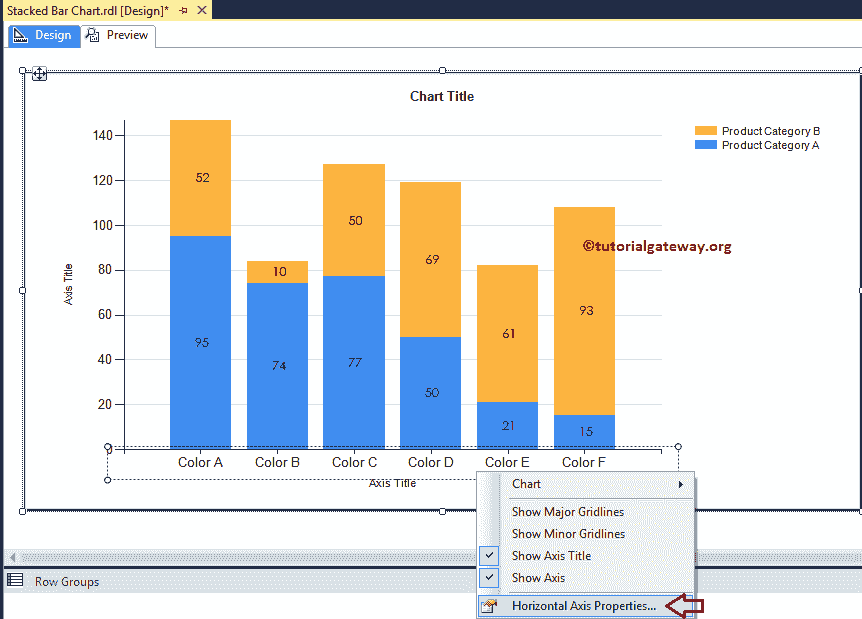 Stacked Bar Chart.rdl [Design]*
Design Preview
Chart Title
Product Category B
Product Category A
140
120
100
80
60
40
20
Axis Title
52
95
10
74
50
77
69
50
61
21
93
15
©tutorialgateway.org
Color A Color B Color C Color D Color E Color F
Axis Title
Chart
Show Major Gridlines
Show Minor Gridlines
Show Axis Title
Show Axis
Horizontal Axis Properties...
Row Groups